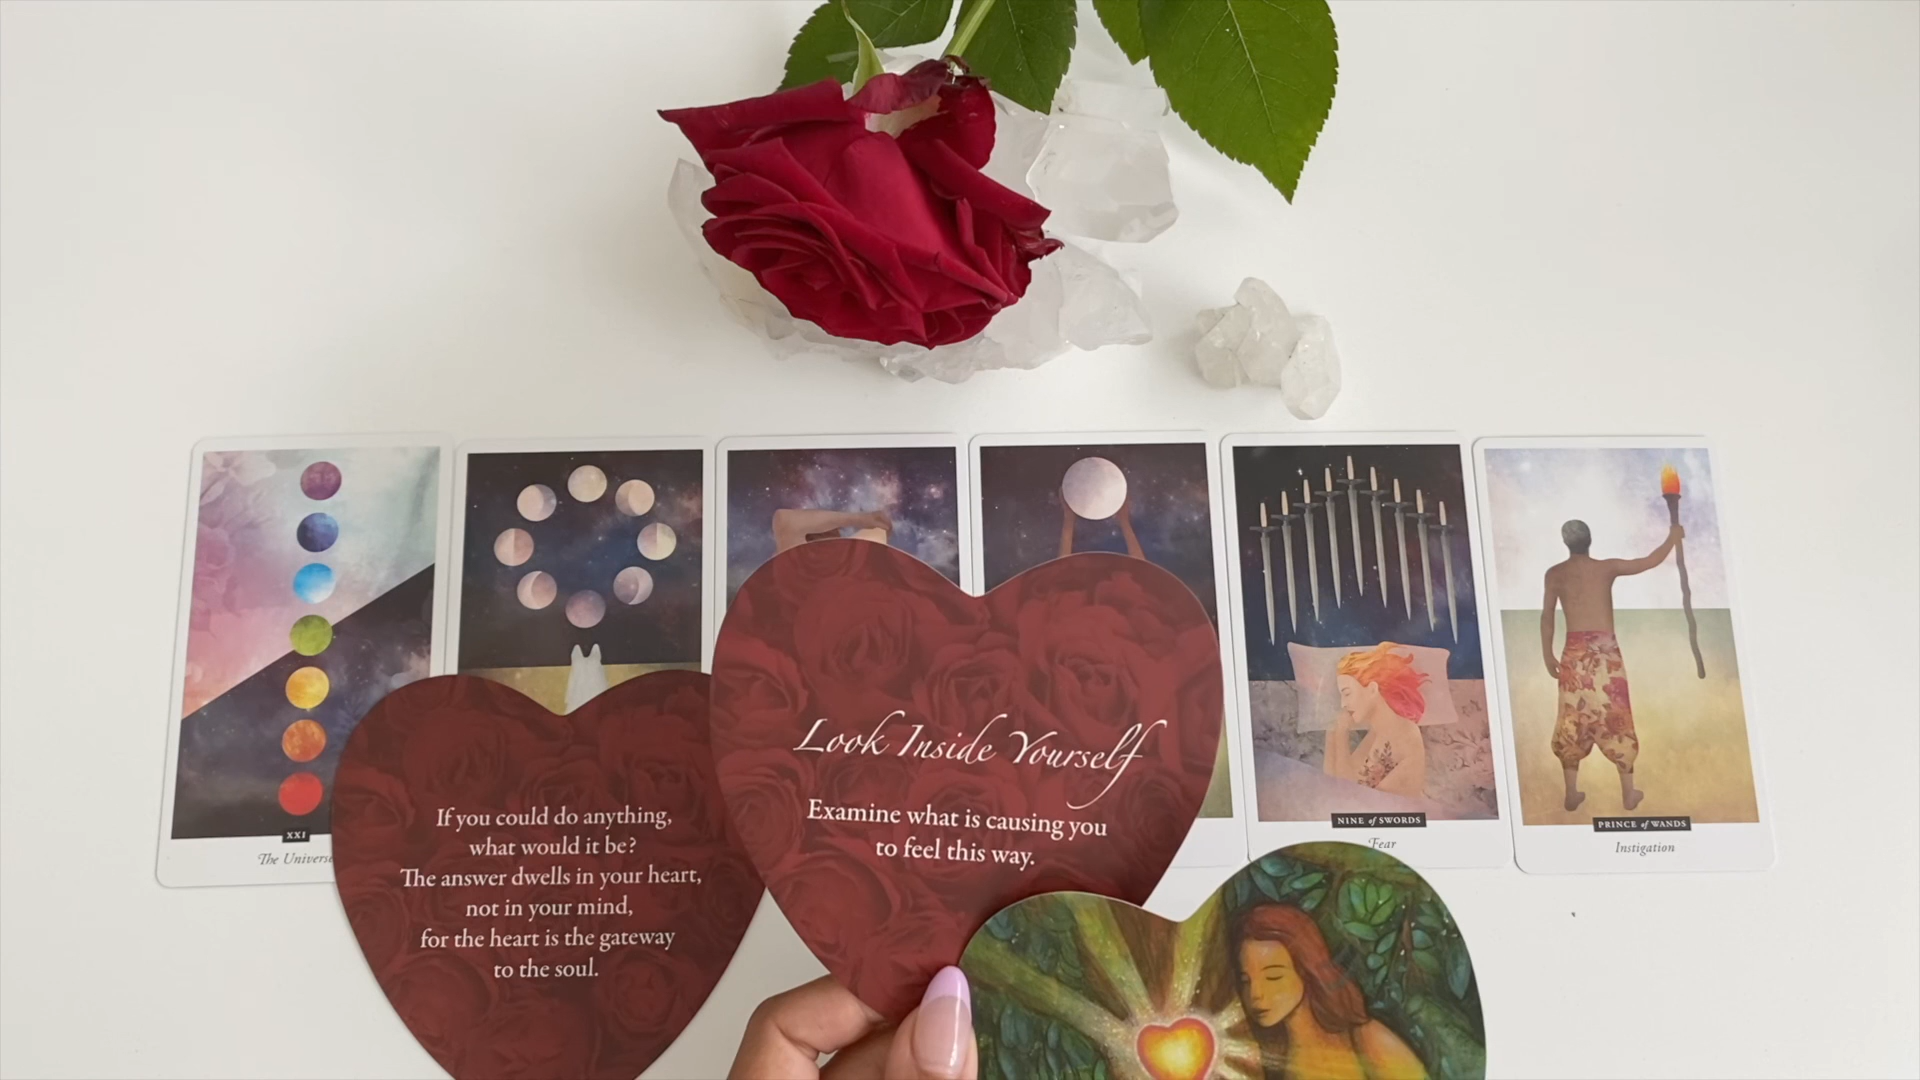 XXI
The Universe
If you could do anything,
what would it be?
The answer dwells in your heart,
not in your mind,
for the heart is the gateway
to the soul.
Look Inside Yourself
Examine what is causing you
to feel this way.
NINE of SWORDS
Fear
PRINCE of WANDS
Instigation